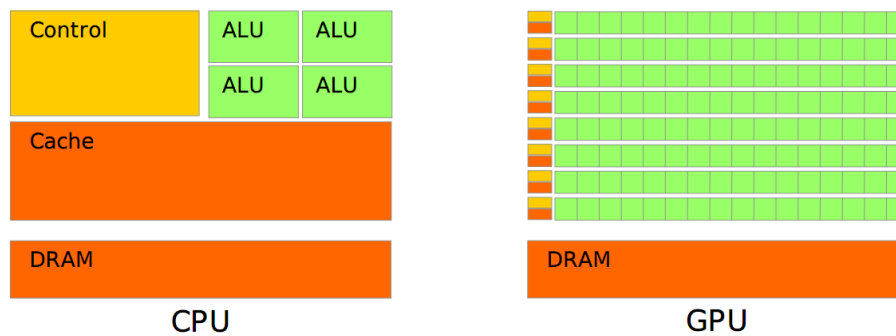 Control
ALU ALU
ALU ALU
Cache
DRAM
CPU
DRAM
GPU